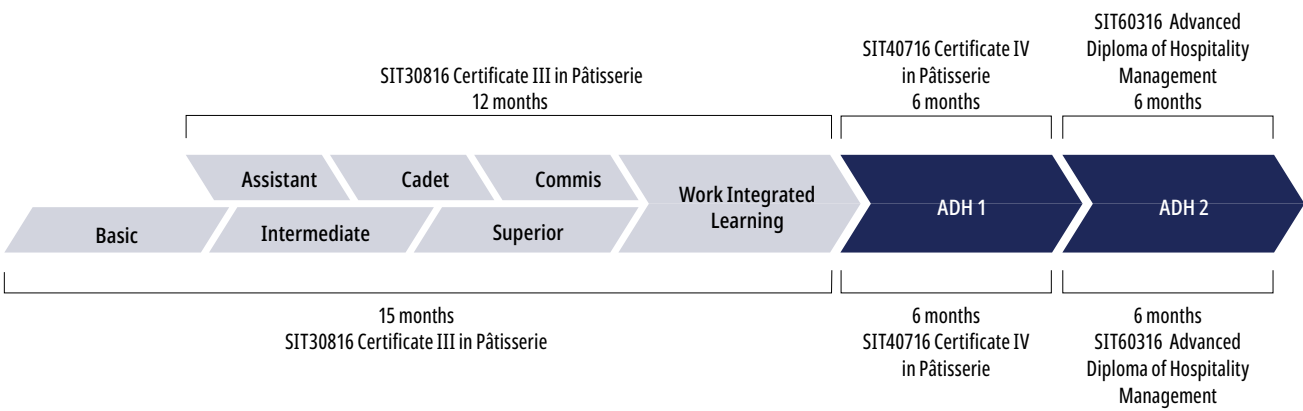 SIT30816 Certificate III in Pâtisserie
12 months
SIT40716 Certificate IV
in Pâtisserie
6 months
SIT60316 Advanced
Diploma of Hospitality
Management
6 months
Assistant
Cadet
Commis
Work Integrated
Learning
ADH 1
ADH 2
Basic
Intermediate
Superior
15 months
SIT30816 Certificate III in Pâtisserie
6 months
SIT40716 Certificate IV
in Pâtisserie
6 months
SIT60316 Advanced
Diploma of Hospitality
Management